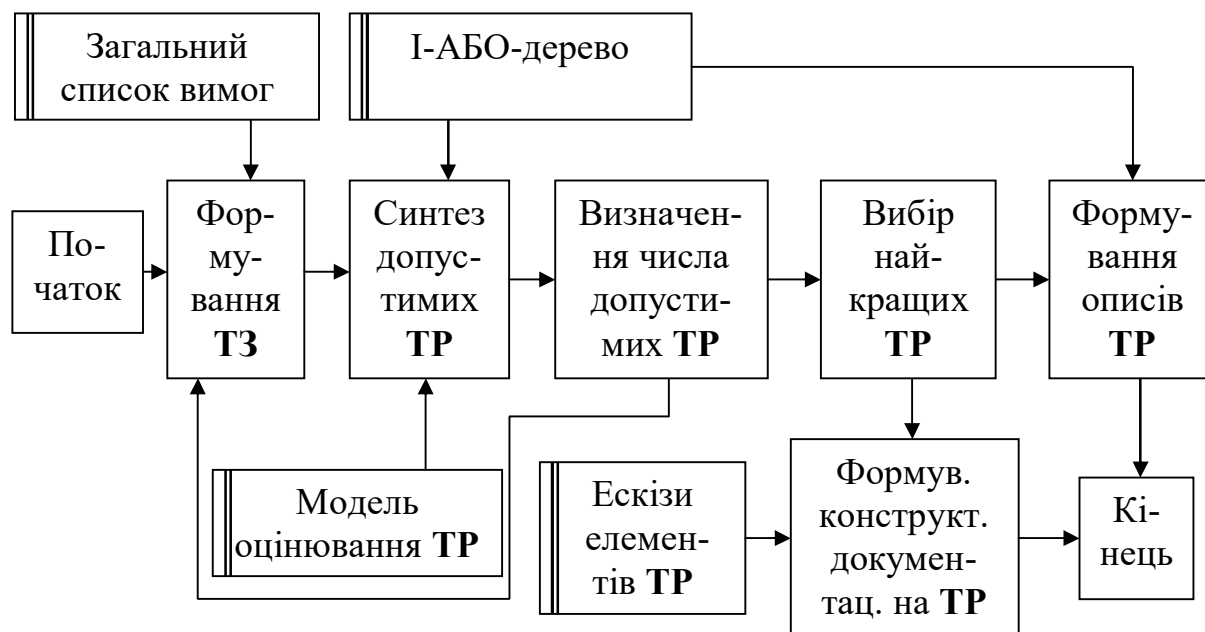 Загальний
список вимог
І-АБО-дерево
По-
чаток
Фор-
му-
вання
ТЗ
Синтез
допус-
тимих
ТР
Визначен-
ня числа
допусти-
мих ТР
Вибір
най-
кращих
ТР
Форму-
вання
описів
ТР
Модель
оцінювання ТР
Ескізи
елемен-
тів ТР
Формув.
конструкт.
докумен-
тац. на ТР
Кі-
нець